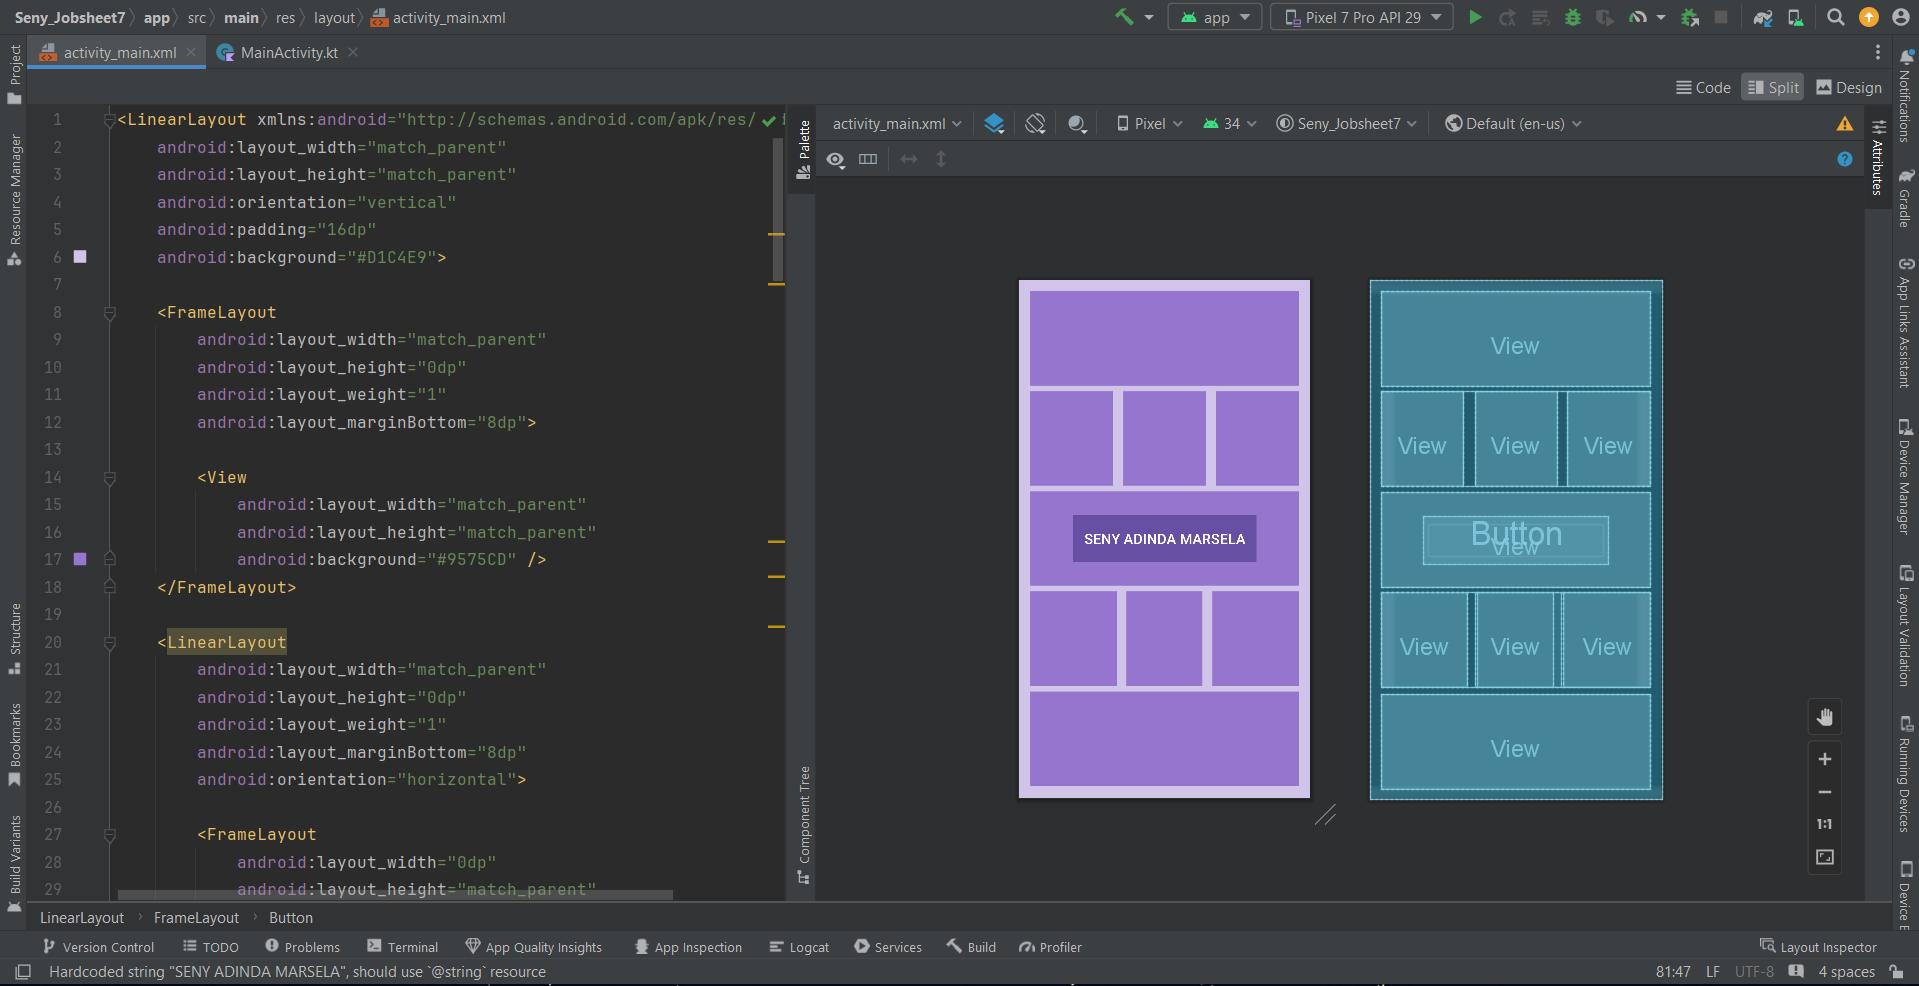 Seny_Jobsheet7 app src main res layout activity_main.xml app Pixel 7 Pro API 29
activity_main.xml MainActivity.kt
Code Split Design
Project
Resource Manager
Structure
Bookmarks
Build Variants
1 <LinearLayout xmlns:android="http://schemas.android.com/apk/res/
2 android:layout_width="match_parent"
3 android:layout_height="match_parent"
4 android:orientation="vertical"
5 android:padding="16dp"
6 android:background="#D1C4E9">
7
8 <FrameLayout
9 android:layout_width="match_parent"
10 android:layout_height="0dp"
11 android:layout_weight="1"
12 android:layout_marginBottom="8dp">
13
14 <View
15 android:layout_width="match_parent"
16 android:layout_height="match_parent"
17 android:background="#9575CD" />
18 </FrameLayout>
19
20 <LinearLayout
21 android:layout_width="match_parent"
22 android:layout_height="0dp"
23 android:layout_weight="1"
24 android:layout_marginBottom="8dp"
25 android:orientation="horizontal">
26
27 <FrameLayout
28 android:layout_width="0dp"
29 android:layout_height="match_parent"
Palette
Component Tree
activity_main.xml Pixel 34 Seny_Jobsheet7 Default (en-us)
SENY ADINDA MARSELA
View
View View View
Button
View
View View View
View
1:1
Attributes
Notifications
Gradle
App Links Assistant
Device Manager
Layout Validation
Running Devices
Device E
LinearLayout FrameLayout Button
Version Control TODO Problems Terminal App Quality Insights App Inspection Logcat Services Build Profiler Layout Inspector
Hardcoded string "SENY ADINDA MARSELA", should use `@string` resource 81:47 LF UTF-8 4 spaces